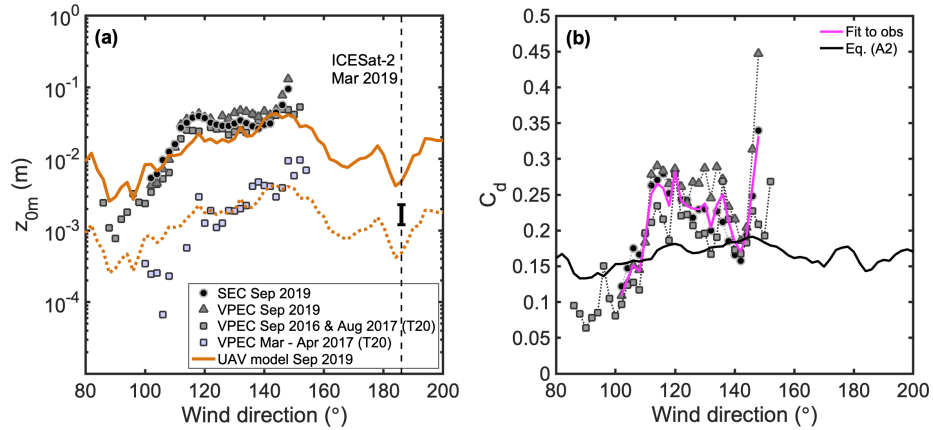 (a)
10⁰
10⁻¹
10⁻²
10⁻³
10⁻⁴
z₀ₘ (m)
ICESat-2
Mar 2019
I
SEC Sep 2019
VPEC Sep 2019
VPEC Sep 2016 & Aug 2017 (T20)
VPEC Mar - Apr 2017 (T20)
UAV model Sep 2019
80 100 120 140 160 180 200
Wind direction (°)
(b)
Fit to obs
Eq. (A2)
0.5
0.45
0.4
0.35
0.3
0.25
0.2
0.15
0.1
0.05
0
C_d
80 100 120 140 160 180 200
Wind direction (°)